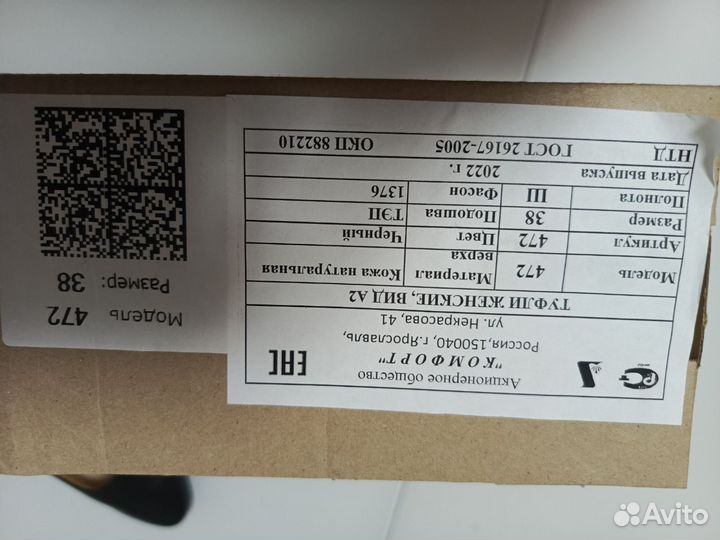 Акционерное общество
"КОМФОРТ"
Россия,150040, г.Ярославль,
ул. Некрасова, 41
ЕАС
ТУФЛИ ЖЕНСКИЕ, ВИД А2
Модель 472 Материал верха Кожа натуральная
Артикул 472 Цвет Черный
Размер 38 Подошва ТЭП
Полнота Ш Фасон 1376
Дата выпуска 2022 г.
НТД ГОСТ 26167-2005 ОКП 882210
Модель 472
Размер: 38
Avito